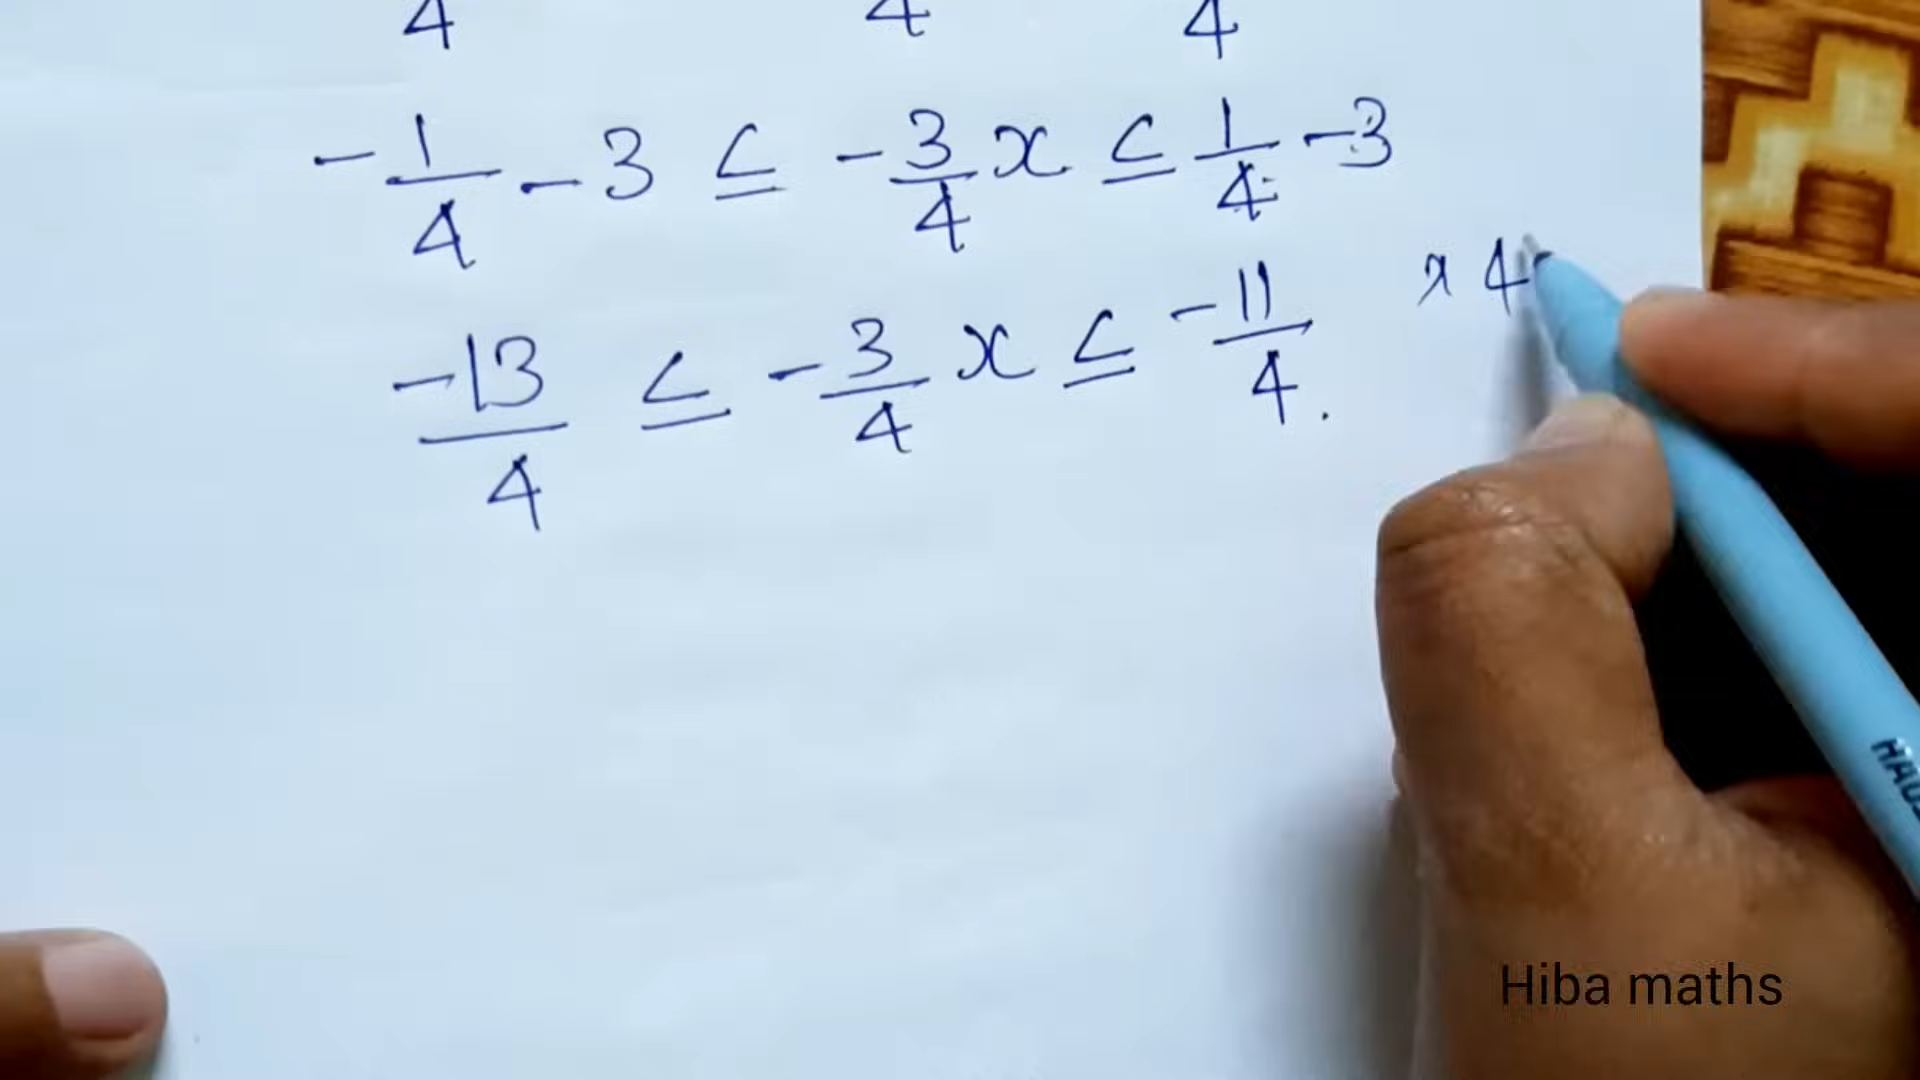 4 4 4
-1/4 - 3 ≤ -3/4 x ≤ 1/4 - 3
-13/4 ≤ -3/4 x ≤ -11/4. × 4
Hiba maths